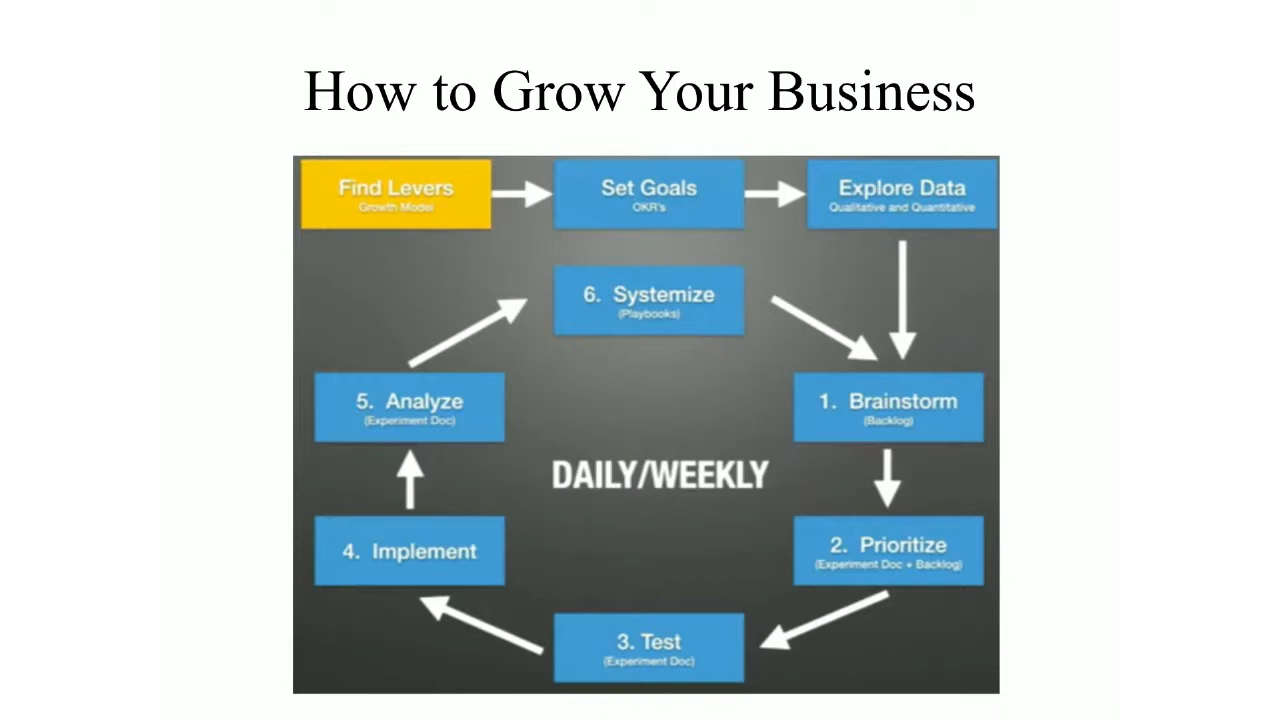 How to Grow Your Business
Find Levers
Growth Model
Set Goals
OKR's
Explore Data
Qualitative and Quantitative
6. Systemize
(Playbooks)
5. Analyze
(Experiment Doc)
1. Brainstorm
(Backlog)
DAILY/WEEKLY
4. Implement
2. Prioritize
(Experiment Doc + Backlog)
3. Test
(Experiment Doc)